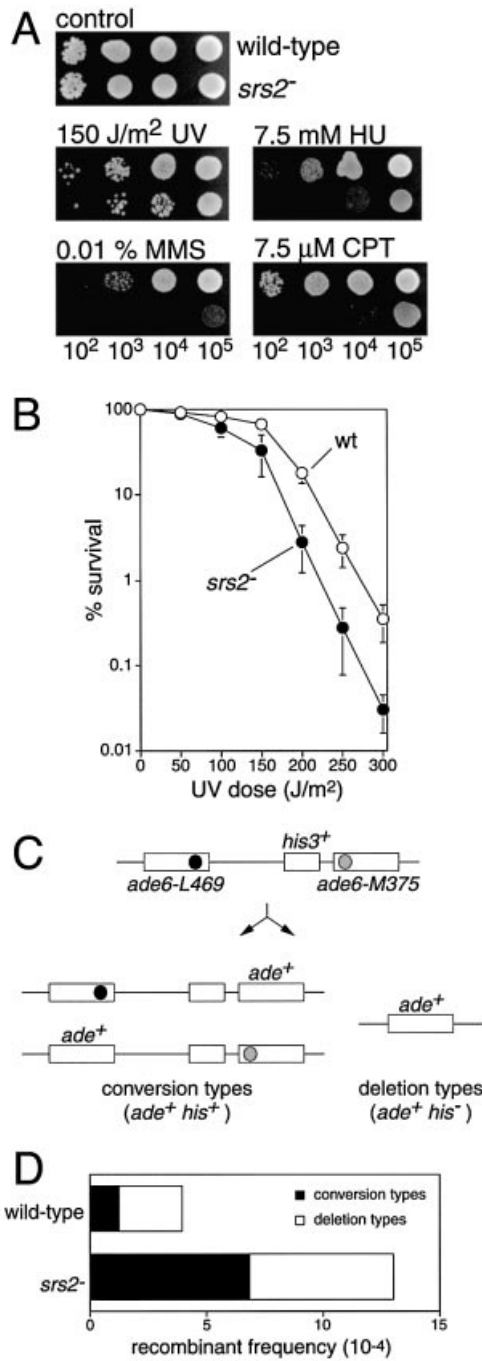 A
control
wild-type
srs2-
150 J/m2 UV
7.5 mM HU
0.01 % MMS
7.5 μM CPT
10² 10³ 10⁴ 10⁵ 10² 10³ 10⁴ 10⁵
B
100
10
1
0.1
0.01
% survival
wt
srs2-
0 50 100 150 200 250 300
UV dose (J/m2)
C
his3+
ade6-L469 ade6-M375
ade+
ade+
ade+
conversion types
(ade+ his+)
deletion types
(ade+ his-)
D
wild-type
srs2-
conversion types
deletion types
0 5 10 15
recombinant frequency (10-4)